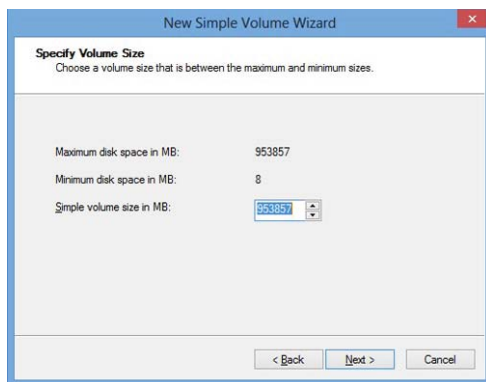 New Simple Volume Wizard
Specify Volume Size
Choose a volume size that is between the maximum and minimum sizes.
Maximum disk space in MB: 953857
Minimum disk space in MB: 8
Simple volume size in MB: 953857
< Back Next > Cancel